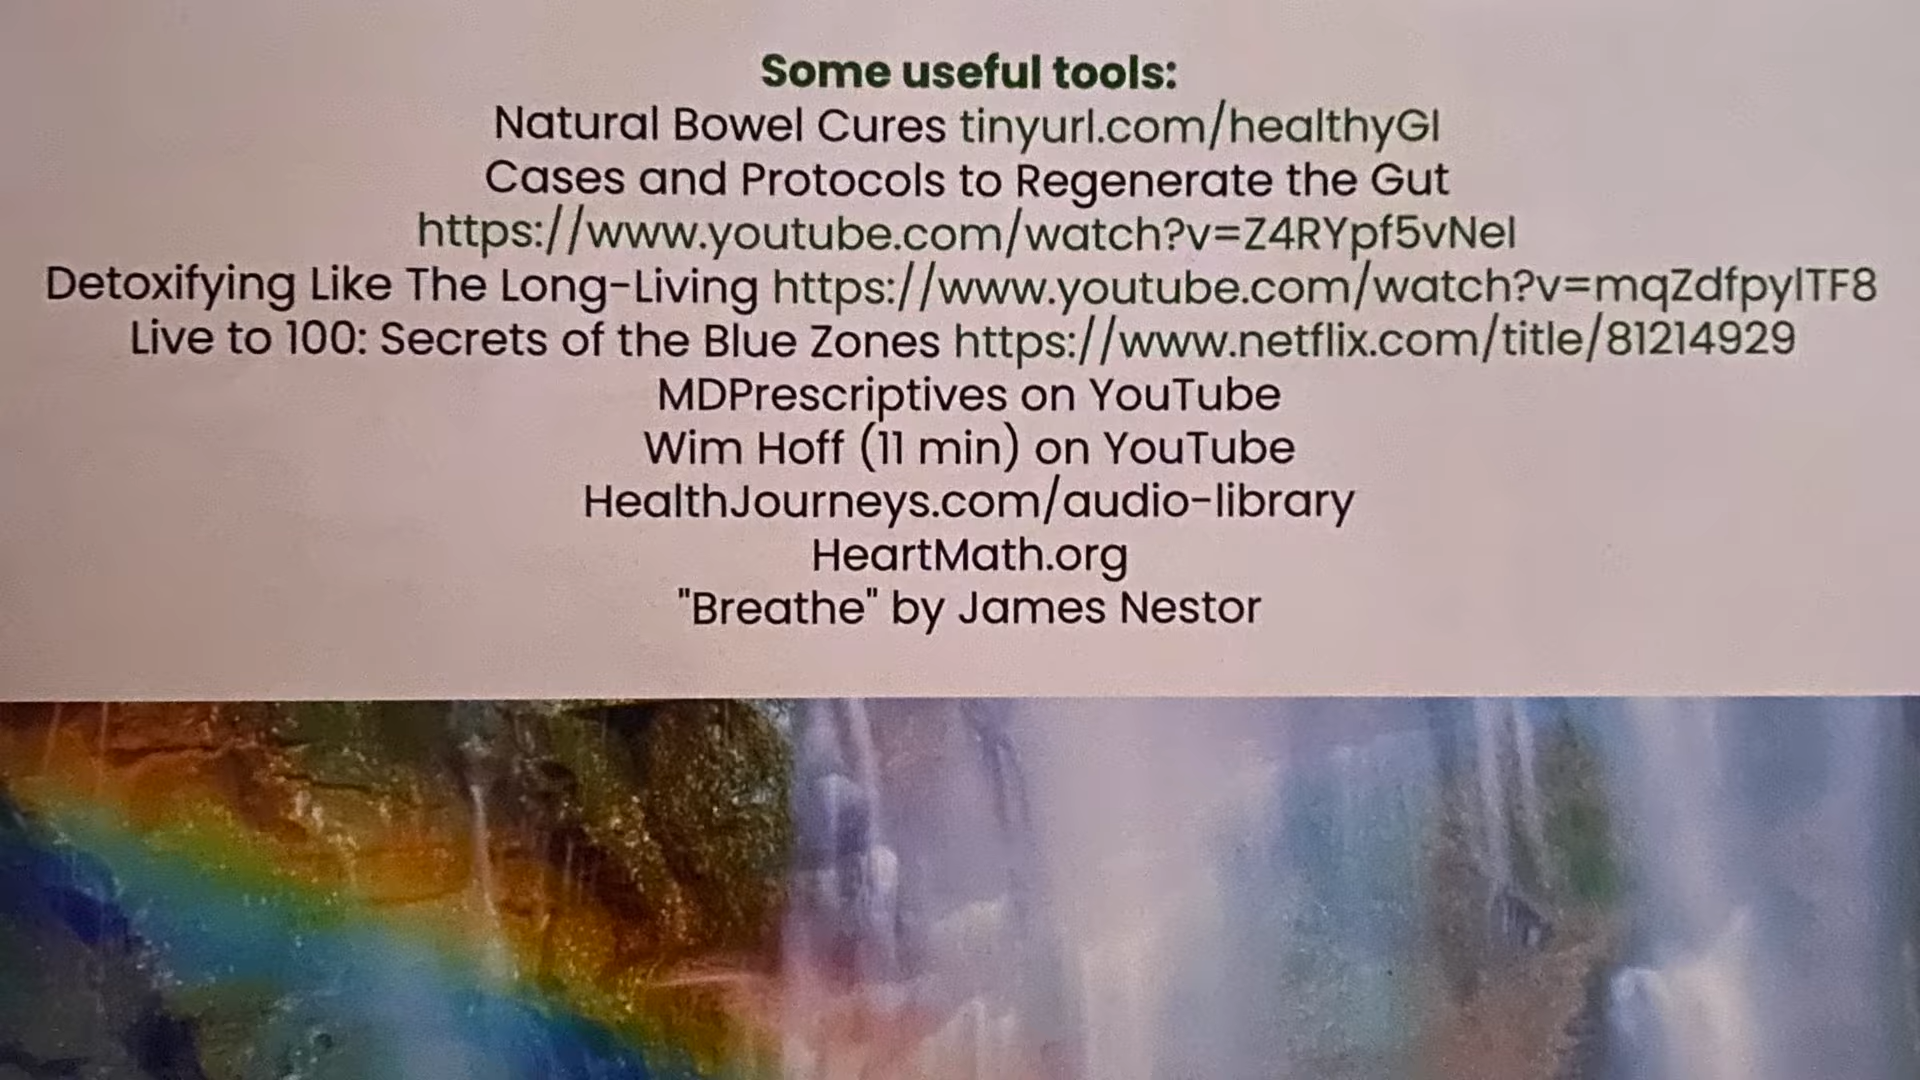 Some useful tools:
Natural Bowel Cures tinyurl.com/healthyGI
Cases and Protocols to Regenerate the Gut
https://www.youtube.com/watch?v=Z4RYpf5vNeI
Detoxifying Like The Long-Living https://www.youtube.com/watch?v=mqZdfpyITF8
Live to 100: Secrets of the Blue Zones https://www.netflix.com/title/81214929
MDPrescriptives on YouTube
Wim Hoff (11 min) on YouTube
HealthJourneys.com/audio-library
HeartMath.org
"Breathe" by James Nestor